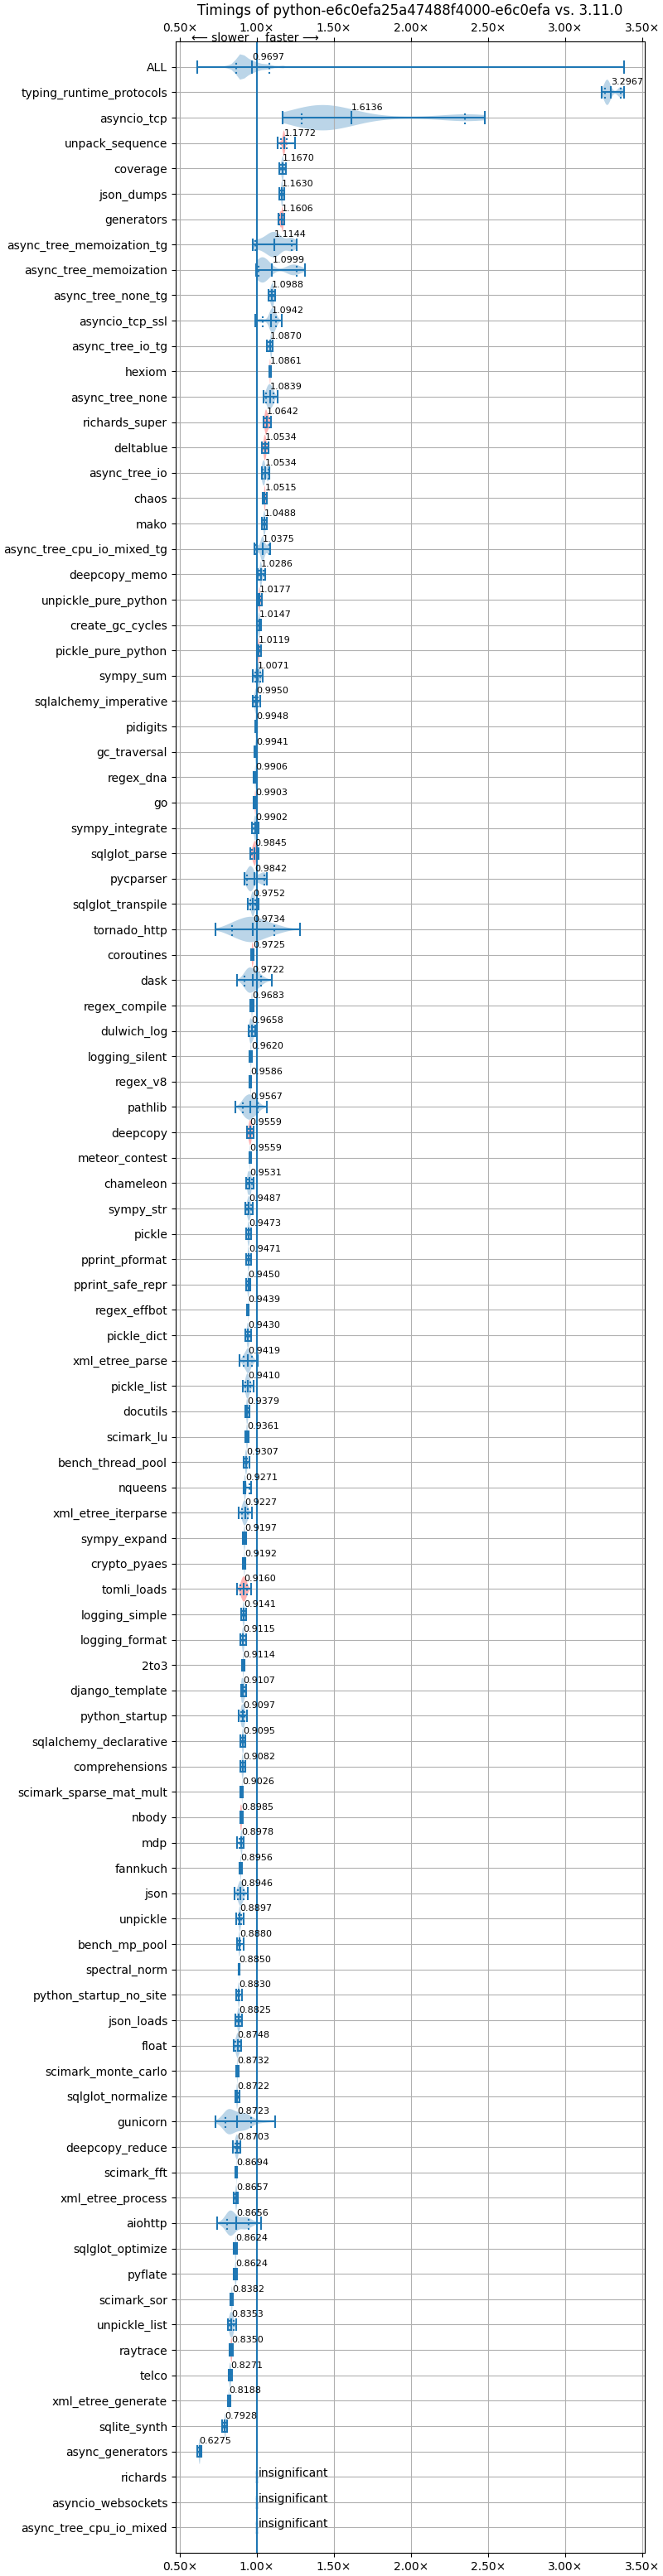 Timings of python-e6c0efa25a47488f4000-e6c0efa vs. 3.11.0
0.50× 1.00× 1.50× 2.00× 2.50× 3.00× 3.50×
⟵ slower faster ⟶
ALL 0.9697
typing_runtime_protocols 3.2967
asyncio_tcp 1.6136
unpack_sequence 1.1772
coverage 1.1670
json_dumps 1.1630
generators 1.1606
async_tree_memoization_tg 1.1144
async_tree_memoization 1.0999
async_tree_none_tg 1.0988
asyncio_tcp_ssl 1.0942
async_tree_io_tg 1.0870
hexiom 1.0861
async_tree_none 1.0839
richards_super 1.0642
deltablue 1.0534
async_tree_io 1.0534
chaos 1.0515
mako 1.0488
async_tree_cpu_io_mixed_tg 1.0375
deepcopy_memo 1.0286
unpickle_pure_python 1.0177
create_gc_cycles 1.0147
pickle_pure_python 1.0119
sympy_sum 1.0071
sqlalchemy_imperative 0.9950
pidigits 0.9948
gc_traversal 0.9941
regex_dna 0.9906
go 0.9903
sympy_integrate 0.9902
sqlglot_parse 0.9845
pycparser 0.9842
sqlglot_transpile 0.9752
tornado_http 0.9734
coroutines 0.9725
dask 0.9722
regex_compile 0.9683
dulwich_log 0.9658
logging_silent 0.9620
regex_v8 0.9586
pathlib 0.9567
deepcopy 0.9559
meteor_contest 0.9559
chameleon 0.9531
sympy_str 0.9487
pickle 0.9473
pprint_pformat 0.9471
pprint_safe_repr 0.9450
regex_effbot 0.9439
pickle_dict 0.9430
xml_etree_parse 0.9419
pickle_list 0.9410
docutils 0.9379
scimark_lu 0.9361
bench_thread_pool 0.9307
nqueens 0.9271
xml_etree_iterparse 0.9227
sympy_expand 0.9197
crypto_pyaes 0.9192
tomli_loads 0.9160
logging_simple 0.9141
logging_format 0.9115
2to3 0.9114
django_template 0.9107
python_startup 0.9097
sqlalchemy_declarative 0.9095
comprehensions 0.9082
scimark_sparse_mat_mult 0.9026
nbody 0.8985
mdp 0.8978
fannkuch 0.8956
json 0.8946
unpickle 0.8897
bench_mp_pool 0.8880
spectral_norm 0.8850
python_startup_no_site 0.8830
json_loads 0.8825
float 0.8748
scimark_monte_carlo 0.8732
sqlglot_normalize 0.8722
gunicorn 0.8723
deepcopy_reduce 0.8703
scimark_fft 0.8694
xml_etree_process 0.8657
aiohttp 0.8656
sqlglot_optimize 0.8624
pyflate 0.8624
scimark_sor 0.8382
unpickle_list 0.8353
raytrace 0.8350
telco 0.8271
xml_etree_generate 0.8188
sqlite_synth 0.7928
async_generators 0.6275
richards insignificant
asyncio_websockets insignificant
async_tree_cpu_io_mixed insignificant
0.50× 1.00× 1.50× 2.00× 2.50× 3.00× 3.50×